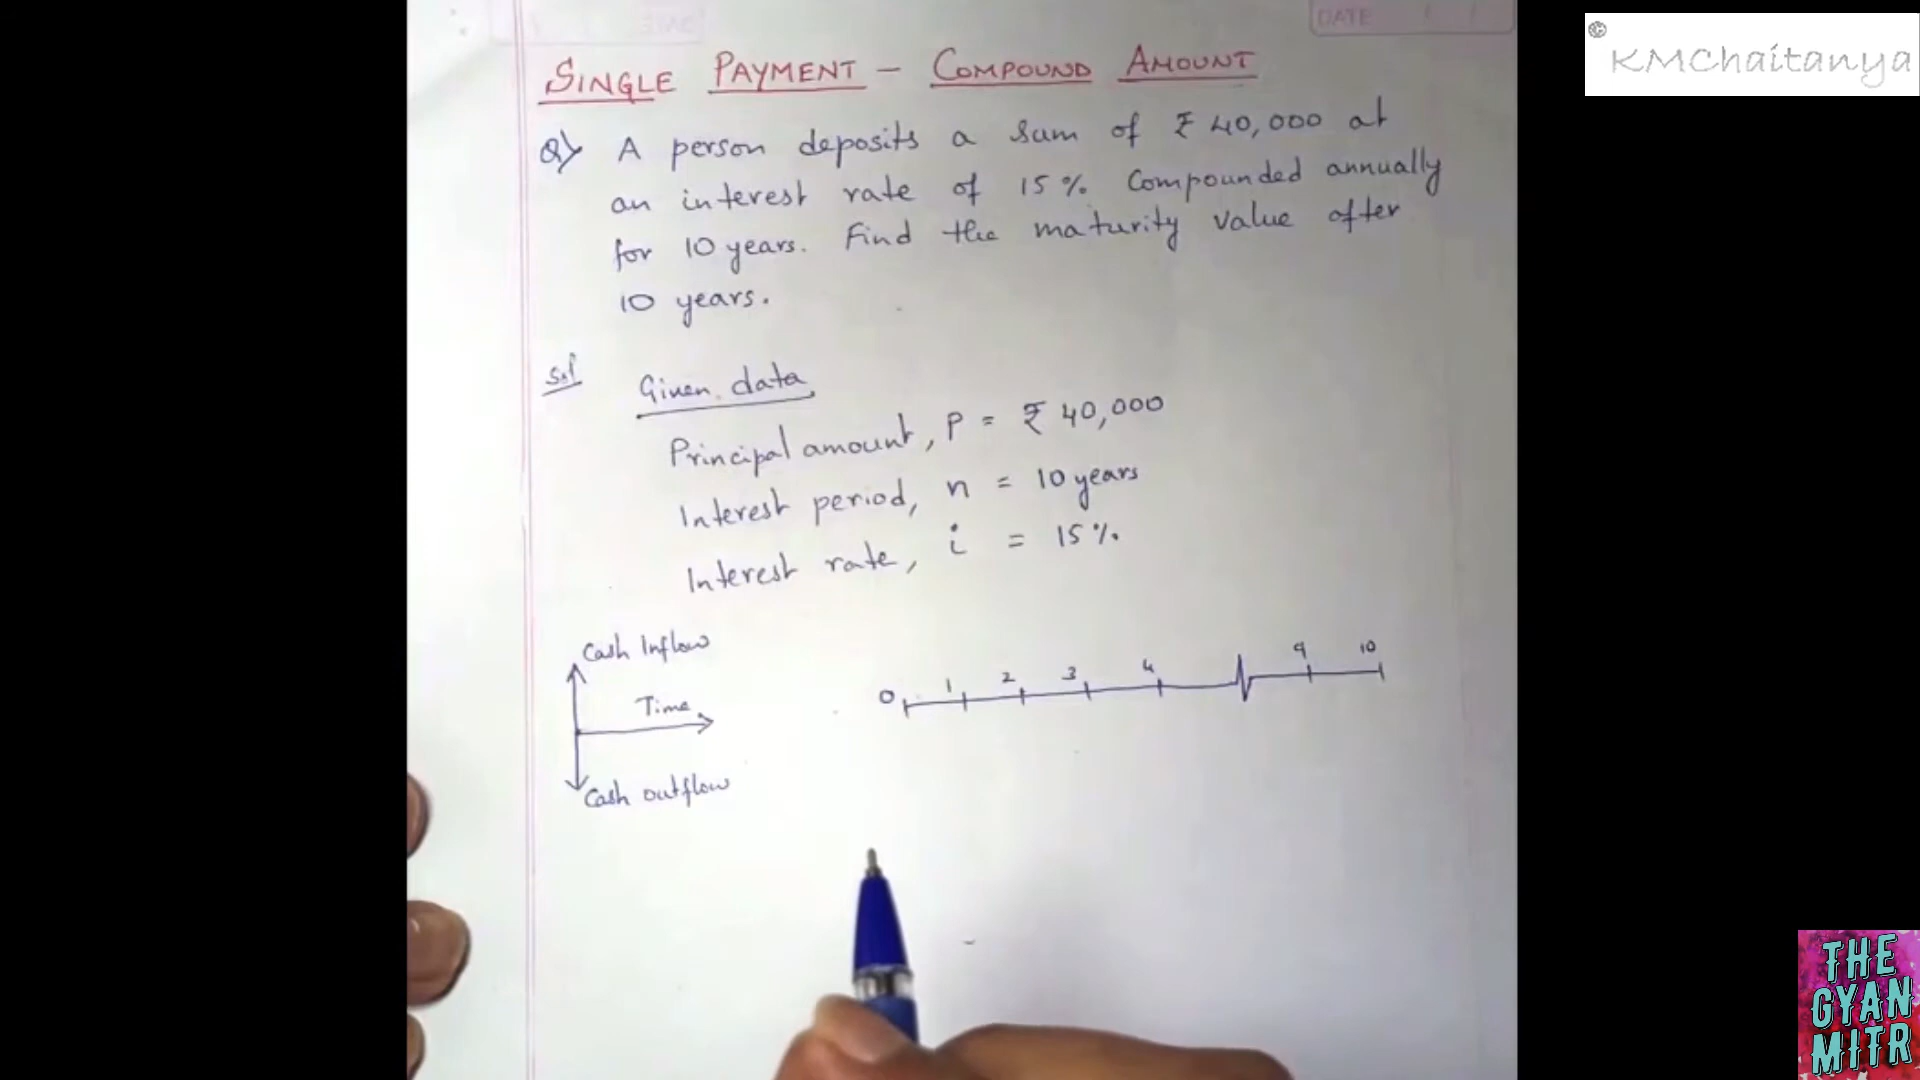 DATE
© KMChaitanya
SINGLE PAYMENT – COMPOUND AMOUNT
Q) A person deposits a sum of ₹ 40,000 at
an interest rate of 15% Compounded annually
for 10 years. Find the maturity value after
10 years.
Sol Given data
Principal amount, P = ₹ 40,000
Interest period, n = 10 years
Interest rate, i = 15%
Cash Inflow
Time
Cash outflow
0 1 2 3 4 9 10
THE
GYAN
MITR